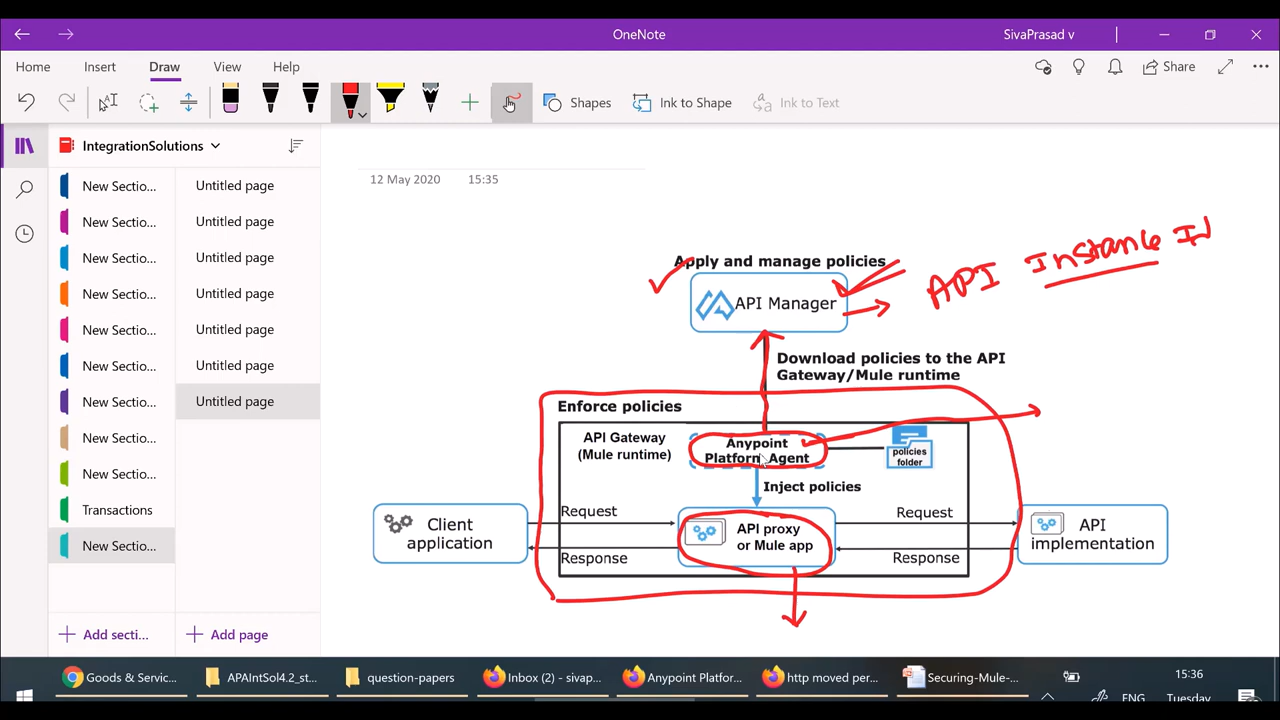 OneNote
SivaPrasad v
Home
Insert
Draw
View
Help
Share
Shapes
Ink to Shape
Ink to Text
IntegrationSolutions
New Sectio...
New Sectio...
New Sectio...
New Sectio...
New Sectio...
New Sectio...
New Sectio...
New Sectio...
New Sectio...
Transactions
New Sectio...
Add secti...
Untitled page
Untitled page
Untitled page
Untitled page
Untitled page
Untitled page
Untitled page
Add page
12 May 2020
15:35
Apply and manage policies
API Manager
API Instance Id
Download policies to the API
Gateway/Mule runtime
Enforce policies
API Gateway
(Mule runtime)
Anypoint
Platform Agent
policies
folder
Inject policies
Client
application
Request
Response
API proxy
or Mule app
Request
Response
API
implementation
Goods & Servic...
APAIntSol4.2_st...
question-papers
Inbox (2) - sivap...
Anypoint Platfor...
http moved per...
Securing-Mule-...
ENG
15:36
Tuesday